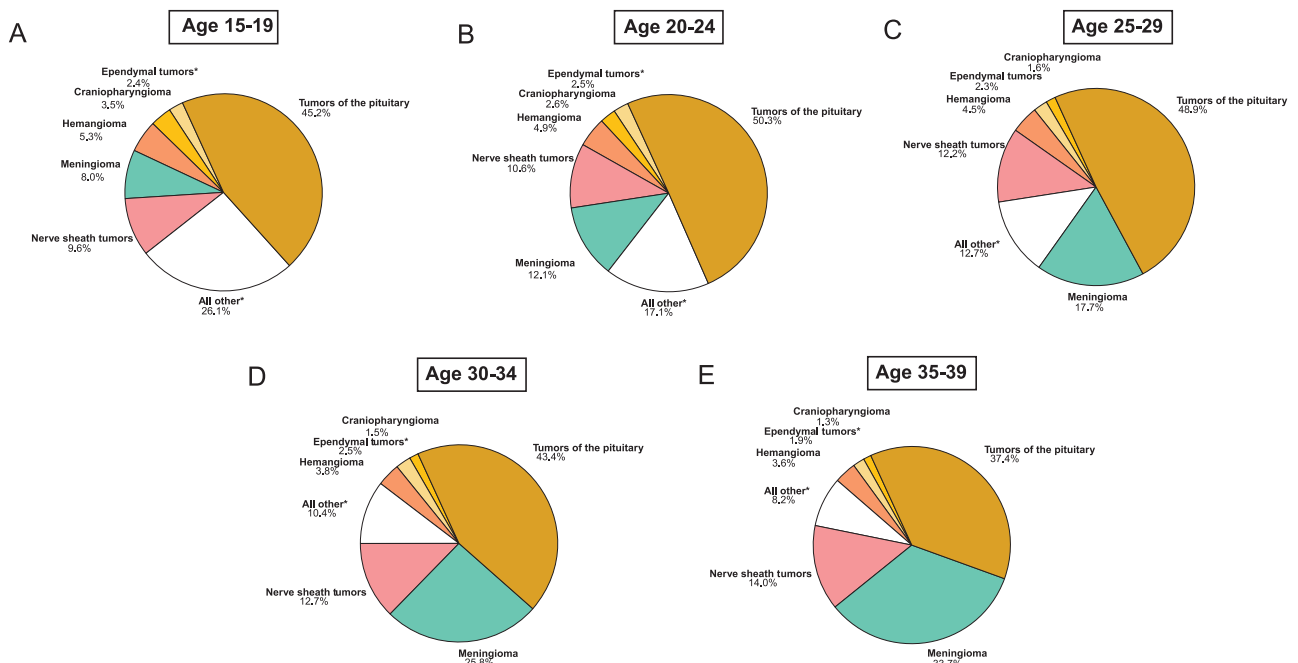 A
Age 15-19
Ependymal tumors*
2.4%
Craniopharyngioma
3.5%
Hemangioma
5.3%
Meningioma
8.0%
Nerve sheath tumors
9.6%
All other*
26.1%
Tumors of the pituitary
45.2%
B
Age 20-24
Ependymal tumors*
2.5%
Craniopharyngioma
2.6%
Hemangioma
4.9%
Nerve sheath tumors
10.6%
Meningioma
12.1%
All other*
17.1%
Tumors of the pituitary
50.3%
C
Age 25-29
Craniopharyngioma
1.6%
Ependymal tumors
2.3%
Hemangioma
4.5%
Nerve sheath tumors
12.2%
All other*
12.7%
Meningioma
17.7%
Tumors of the pituitary
48.9%
D
Age 30-34
Craniopharyngioma
1.5%
Ependymal tumors*
2.5%
Hemangioma
3.8%
All other*
10.4%
Nerve sheath tumors
12.7%
Meningioma
25.8%
Tumors of the pituitary
43.4%
E
Age 35-39
Craniopharyngioma
1.3%
Ependymal tumors*
1.9%
Hemangioma
3.6%
All other*
8.2%
Nerve sheath tumors
14.0%
Meningioma
33.7%
Tumors of the pituitary
37.4%